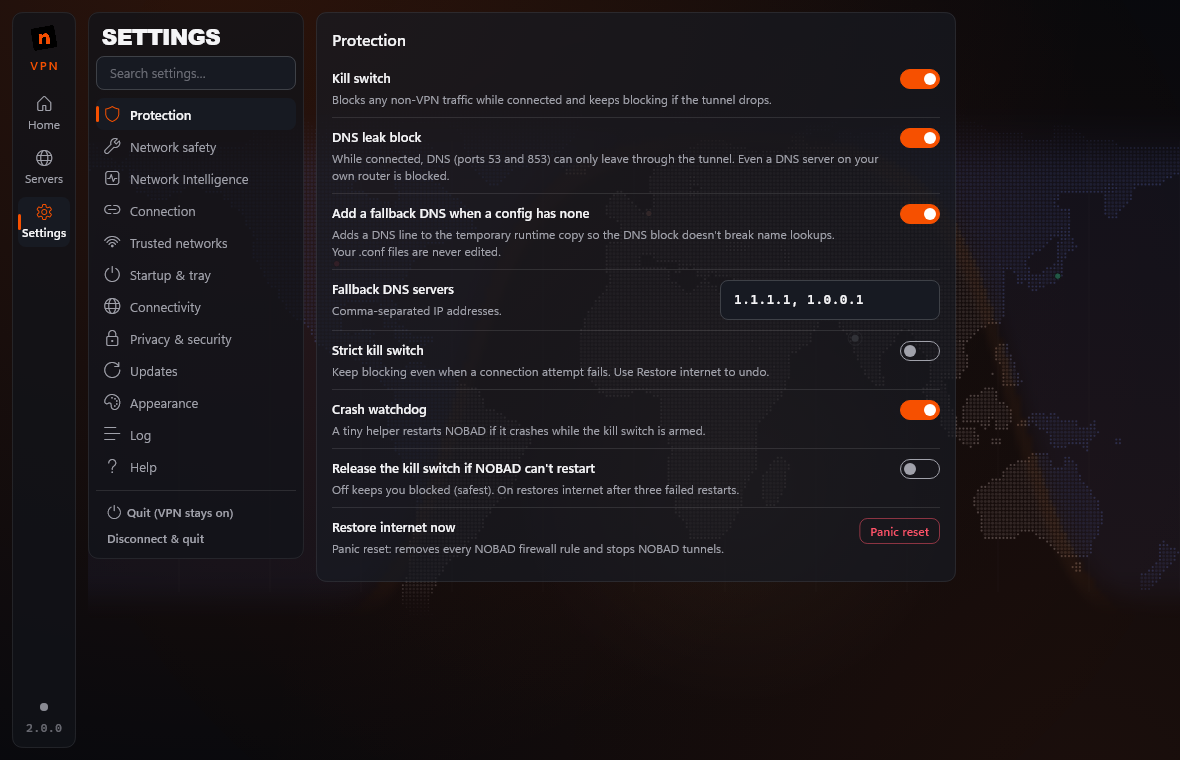 n
VPN
Home
Servers
Settings
2.0.0
SETTINGS
Search settings...
Protection
Network safety
Network Intelligence
Connection
Trusted networks
Startup & tray
Connectivity
Privacy & security
Updates
Appearance
Log
Help
Quit (VPN stays on)
Disconnect & quit
Protection
Kill switch
Blocks any non-VPN traffic while connected and keeps blocking if the tunnel drops.
DNS leak block
While connected, DNS (ports 53 and 853) can only leave through the tunnel. Even a DNS server on your
own router is blocked.
Add a fallback DNS when a config has none
Adds a DNS line to the temporary runtime copy so the DNS block doesn't break name lookups.
Your conf files are never edited.
Fallback DNS servers
Comma-separated IP addresses.
1.1.1.1, 1.0.0.1
Strict kill switch
Keep blocking even when a connection attempt fails. Use Restore internet to undo.
Crash watchdog
A tiny helper restarts NOBAD if it crashes while the kill switch is armed.
Release the kill switch if NOBAD can't restart
Off keeps you blocked (safest). On restores internet after three failed restarts.
Restore internet now
Panic reset: removes every NOBAD firewall rule and stops NOBAD tunnels.
Panic reset